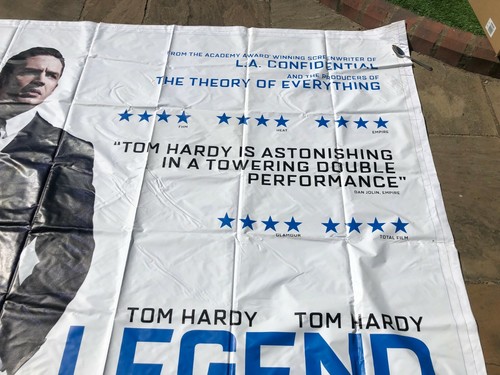 FROM THE ACADEMY AWARD® WINNING SCREENWRITER OF
L.A. CONFIDENTIAL
AND THE PRODUCERS OF
THE THEORY OF EVERYTHING
FILM HEAT EMPIRE
"TOM HARDY IS ASTONISHING
IN A TOWERING DOUBLE
PERFORMANCE"
DAN JOLIN, EMPIRE
GLAMOUR TOTAL FILM
TOM HARDY TOM HARDY
LEGEND